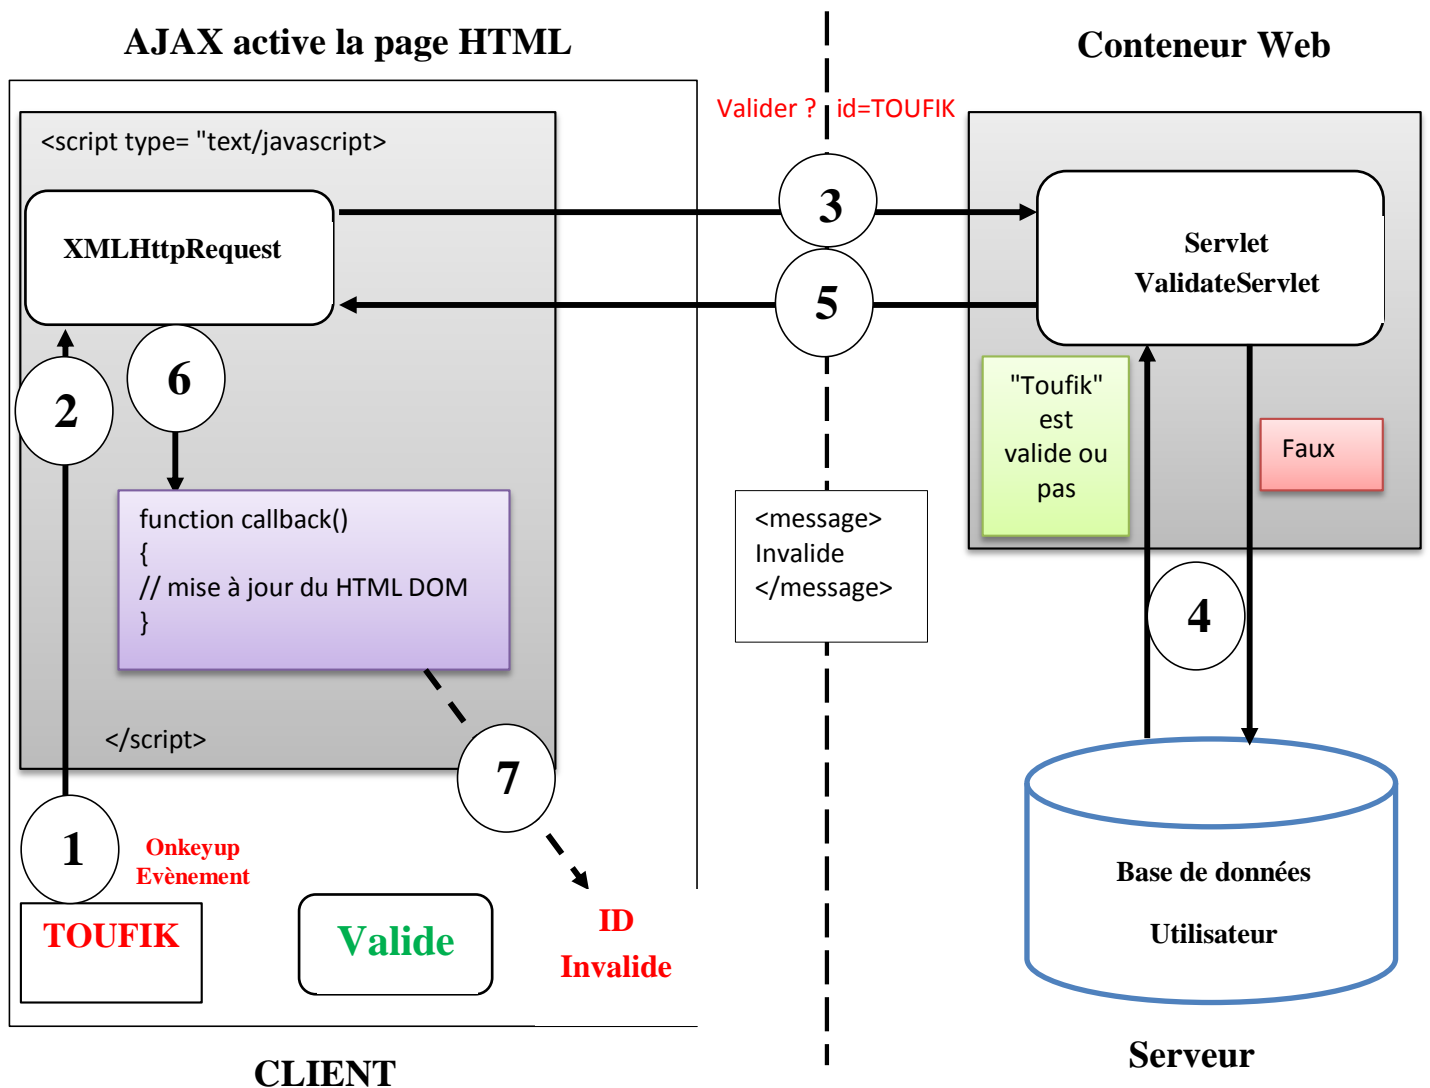 AJAX active la page HTML
Conteneur Web
Valider ? id=TOUFIK
<script type= "text/javascript>
3
XMLHttpRequest
Servlet
ValidateServlet
5
2
6
"Toufik"
est
valide ou
pas
Faux
function callback()
{
// mise à jour du HTML DOM
}
<message>
Invalide
</message>
4
</script>
7
1
Onkeyup
Evènement
TOUFIK
Valide
ID
Invalide
Base de données
Utilisateur
CLIENT
Serveur